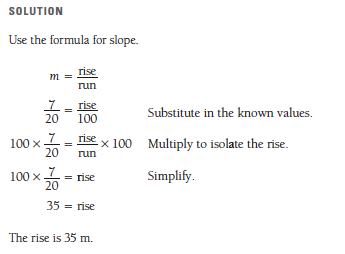 SOLUTION
Use the formula for slope.
m = rise/run
7/20 = rise/100 Substitute in the known values.
100 × 7/20 = rise/run × 100 Multiply to isolate the rise.
100 × 7/20 = rise Simplify.
35 = rise
The rise is 35 m.